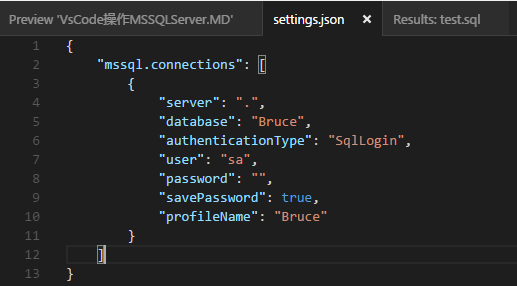 Preview 'VsCode操作MSSQLServer.MD' settings.json × Results: test.sql
1 {
2 "mssql.connections": [
3 {
4 "server": ".",
5 "database": "Bruce",
6 "authenticationType": "SqlLogin",
7 "user": "sa",
8 "password": "",
9 "savePassword": true,
10 "profileName": "Bruce"
11 }
12 ]
13 }